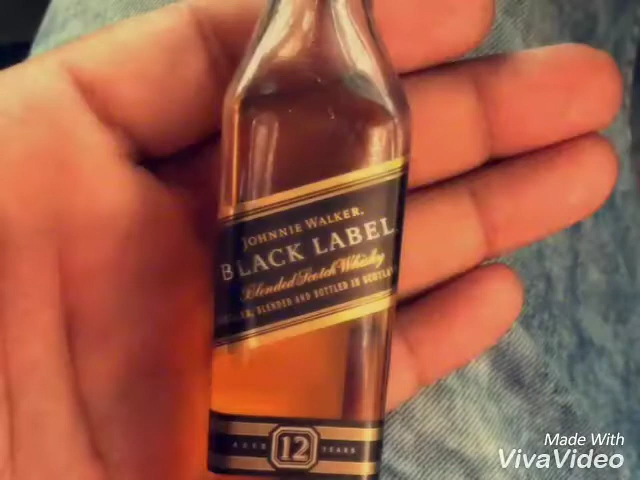 JOHNNIE WALKER.
BLACK LABEL
Blended Scotch Whisky
BLENDED AND BOTTLED IN SCOTLAND
AGED 12 YEARS
Made With
VivaVideo